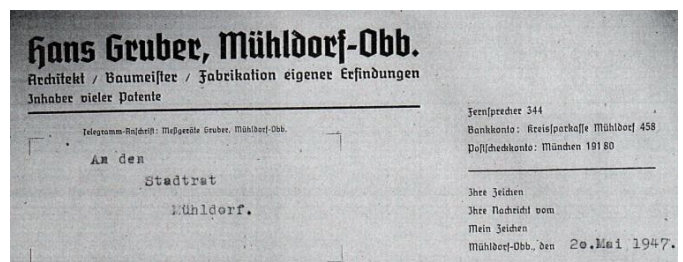 Hans Gruber, Mühldorf-Obb.
Architekt / Baumeister / Fabrikation eigener Erfindungen
Inhaber vieler Patente
Telegramm-Anschrift: Meßgeräte Gruber, Mühldorf-Obb.
An den
Stadtrat
Mühldorf.
Fernsprecher 344
Bankkonto: Kreissparkasse Mühldorf 458
Postscheckkonto: München 191 80
Ihre Zeichen
Ihre Nachricht vom
Mein Zeichen
Mühldorf-Obb., den 20.Mai 1947.